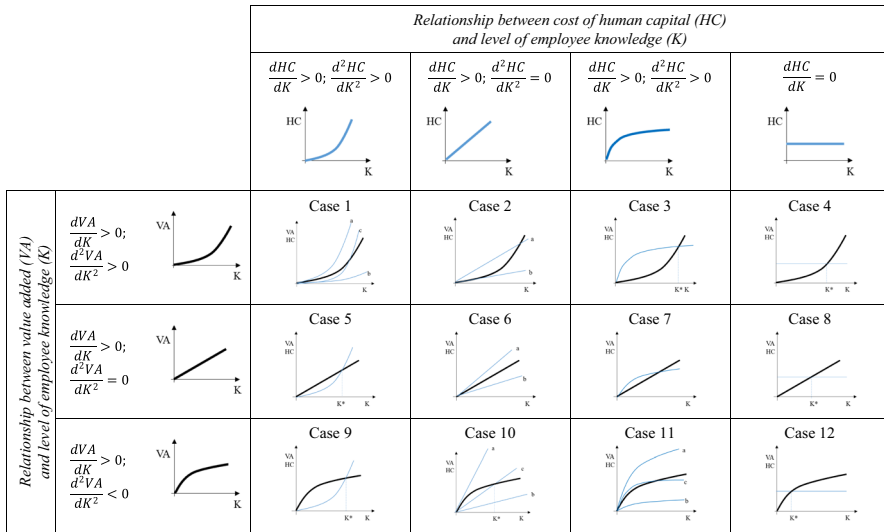 Relationship between cost of human capital (HC)
and level of employee knowledge (K)
dHC/dK > 0; d²HC/dK² > 0
HC
K
dHC/dK > 0; d²HC/dK² = 0
HC
K
dHC/dK > 0; d²HC/dK² > 0
HC
K
dHC/dK = 0
HC
K
Relationship between value added (VA)
and level of employee knowledge (K)
dVA/dK > 0;
d²VA/dK² > 0
VA
K
Case 1
VA
HC
a
c
b
K
Case 2
VA
HC
a
b
K
Case 3
VA
HC
K* K
Case 4
VA
HC
K* K
dVA/dK > 0;
d²VA/dK² = 0
VA
K
Case 5
VA
HC
K* K
Case 6
VA
HC
a
b
K
Case 7
VA
HC
K
Case 8
VA
HC
K* K
dVA/dK > 0;
d²VA/dK² < 0
VA
K
Case 9
VA
HC
K* K
Case 10
VA
HC
a
c
b
K* K
Case 11
VA
HC
a
c
b
K
Case 12
VA
HC
K* K